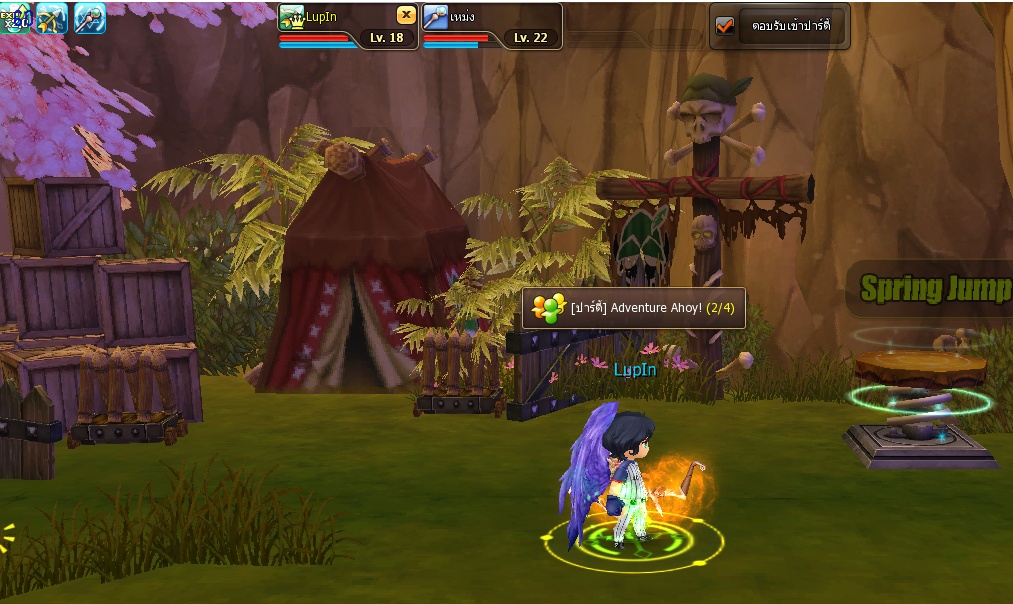 LupIn
Lv. 18
เหม่ง
Lv. 22
ตอบรับเข้าปาร์ตี้
Spring Jump
[ปาร์ตี้] Adventure Ahoy! (2/4)
LupIn